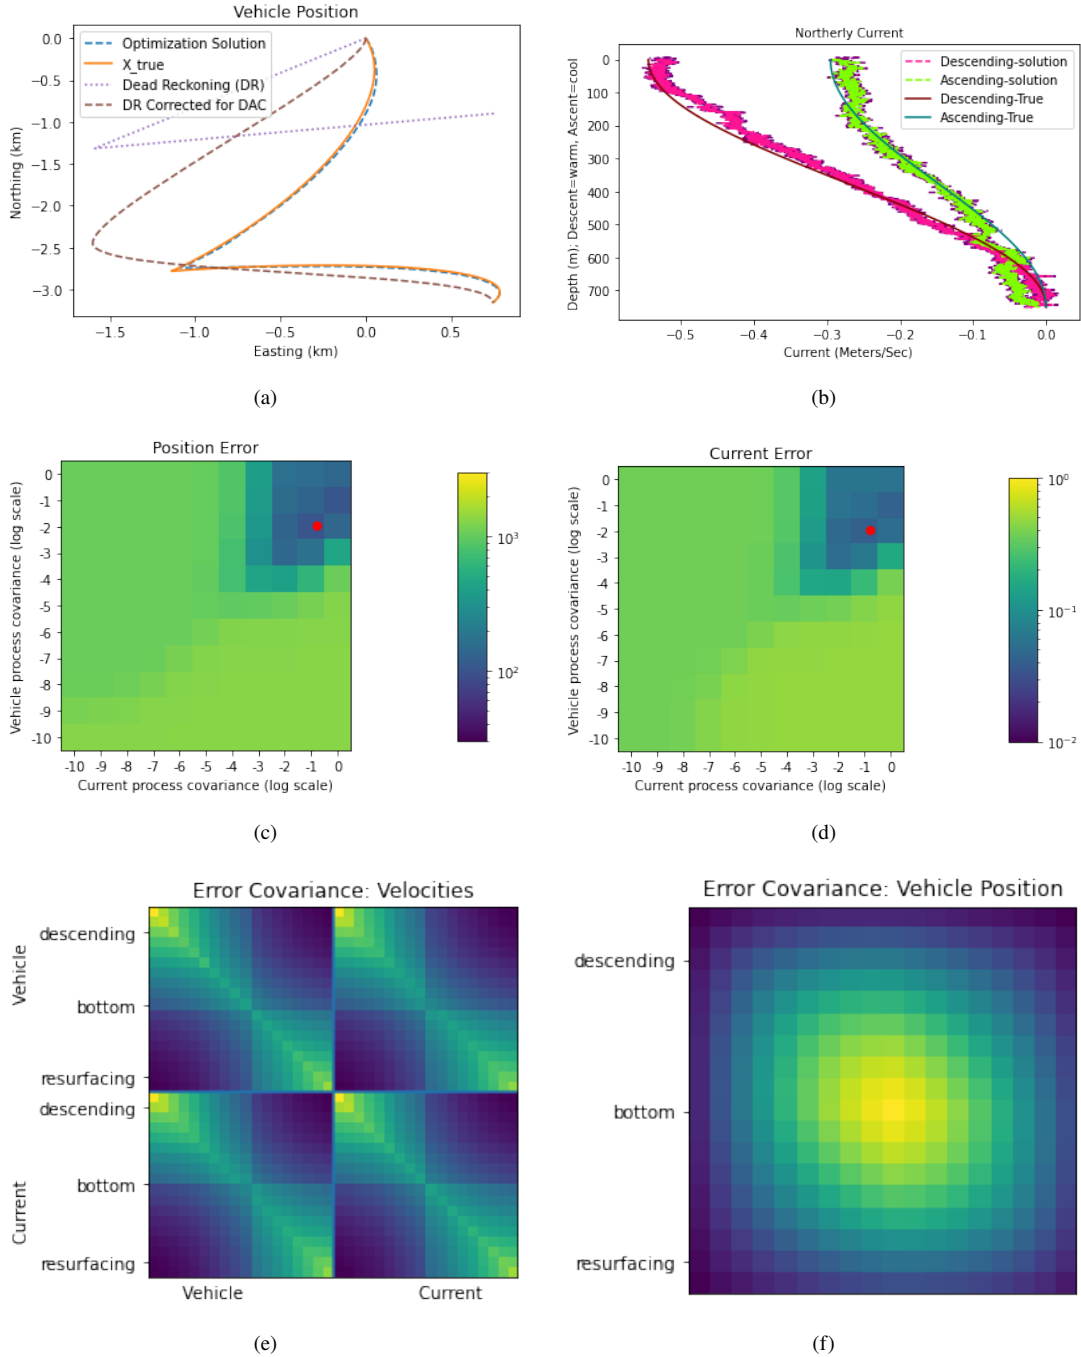 Vehicle Position
Optimization Solution
X_true
Dead Reckoning (DR)
DR Corrected for DAC
0.0
−0.5
−1.0
−1.5
−2.0
−2.5
−3.0
Northing (km)
−1.5 −1.0 −0.5 0.0 0.5
Easting (km)
(a)
Northerly Current
Descending-solution
Ascending-solution
Descending-True
Ascending-True
0
100
200
300
400
500
600
700
Depth (m); Descent=warm, Ascent=cool
−0.5 −0.4 −0.3 −0.2 −0.1 0.0
Current (Meters/Sec)
(b)
Position Error
0
-1
-2
-3
-4
-5
-6
-7
-8
-9
-10
Vehicle process covariance (log scale)
-10 -9 -8 -7 -6 -5 -4 -3 -2 -1 0
Current process covariance (log scale)
10³
10²
(c)
Current Error
0
-1
-2
-3
-4
-5
-6
-7
-8
-9
-10
Vehicle process covariance (log scale)
-10 -9 -8 -7 -6 -5 -4 -3 -2 -1 0
Current process covariance (log scale)
10⁰
10⁻¹
10⁻²
(d)
Error Covariance: Velocities
Vehicle
descending
bottom
resurfacing
Current
descending
bottom
resurfacing
Vehicle Current
(e)
Error Covariance: Vehicle Position
descending
bottom
resurfacing
(f)